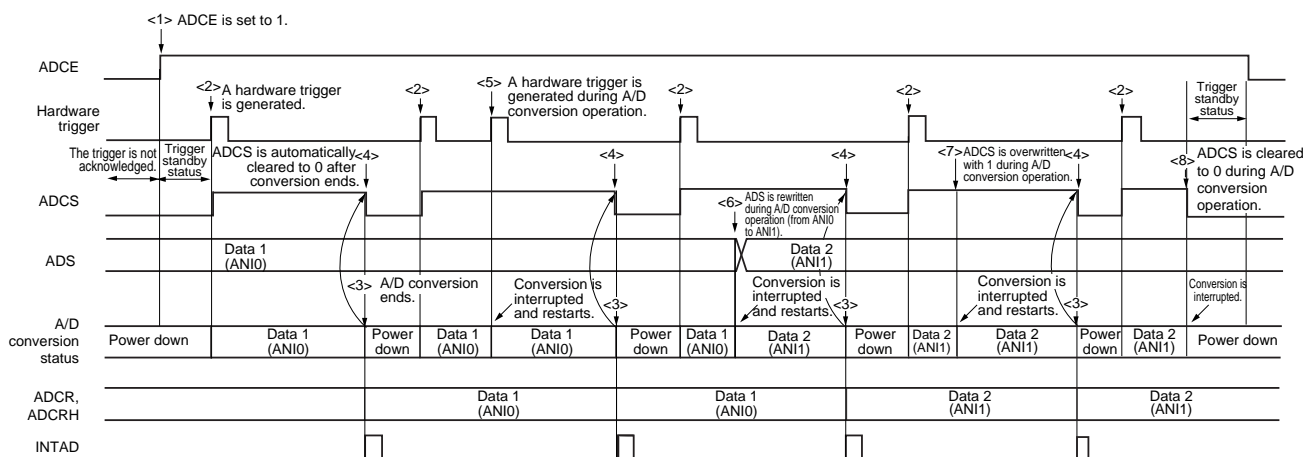 <1> ADCE is set to 1.
ADCE
<2> A hardware trigger
is generated.
<2>
<5> A hardware trigger is
generated during A/D
conversion operation.
<2>
<2>
<2>
Trigger
standby
status
Hardware
trigger
The trigger is not
acknowledged.
Trigger
standby
status
ADCS is automatically
cleared to 0 after
conversion ends.
<4>
<4>
<4>
<7> ADCS is overwritten
with 1 during A/D
conversion operation.
<4>
<8> ADCS is cleared
to 0 during A/D
conversion
operation.
ADCS
<6> ADS is rewritten
during A/D conversion
operation (from ANI0
to ANI1).
ADS
Data 1
(ANI0)
Data 2
(ANI1)
<3> A/D conversion
ends.
Conversion is
interrupted
and restarts.
<3>
Conversion is
interrupted
and restarts.
<3>
Conversion is
interrupted
and restarts.
<3>
Conversion is
interrupted.
A/D
conversion
status
Power down
Data 1
(ANI0)
Power
down
Data 1
(ANI0)
Data 1
(ANI0)
Power
down
Data 1
(ANI0)
Data 2
(ANI1)
Power
down
Data 2
(ANI1)
Data 2
(ANI1)
Power
down
Data 2
(ANI1)
Power down
ADCR,
ADCRH
Data 1
(ANI0)
Data 1
(ANI0)
Data 2
(ANI1)
Data 2
(ANI1)
INTAD